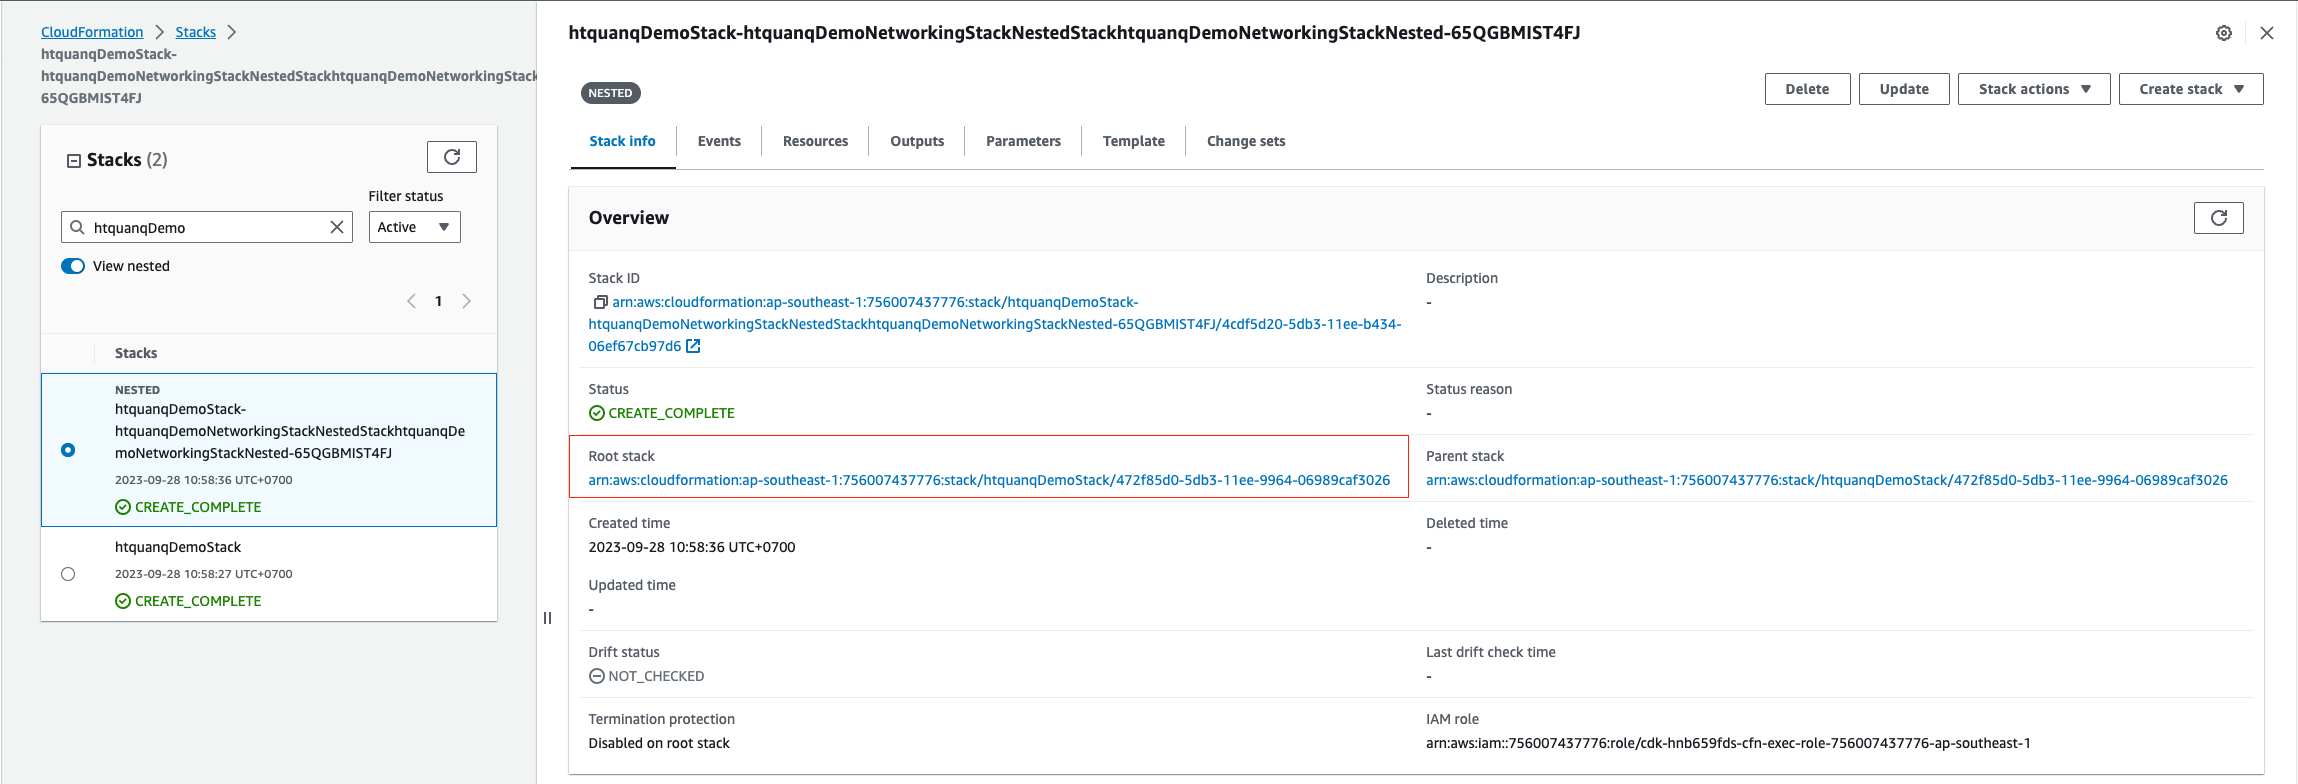 CloudFormation
Stacks
htquanqDemoStack-
htquanqDemoNetworkingStackNestedStackhtquanqDemoNetworkingStack
65QGBMIST4FJ
Stacks (2)
Filter status
htquanqDemo
Active
View nested
1
Stacks
NESTED
htquanqDemoStack-
htquanqDemoNetworkingStackNestedStackhtquanqDe
moNetworkingStackNested-65QGBMIST4FJ
2023-09-28 10:58:36 UTC+0700
CREATE_COMPLETE
htquanqDemoStack
2023-09-28 10:58:27 UTC+0700
CREATE_COMPLETE
htquanqDemoStack-htquanqDemoNetworkingStackNestedStackhtquanqDemoNetworkingStackNested-65QGBMIST4FJ
NESTED
Delete
Update
Stack actions
Create stack
Stack info
Events
Resources
Outputs
Parameters
Template
Change sets
Overview
Stack ID
arn:aws:cloudformation:ap-southeast-1:756007437776:stack/htquanqDemoStack-
htquanqDemoNetworkingStackNestedStackhtquanqDemoNetworkingStackNested-65QGBMIST4FJ/4cdf5d20-5db3-11ee-b434-
06ef67cb97d6
Description
-
Status
CREATE_COMPLETE
Status reason
-
Root stack
arn:aws:cloudformation:ap-southeast-1:756007437776:stack/htquanqDemoStack/472f85d0-5db3-11ee-9964-06989caf3026
Parent stack
arn:aws:cloudformation:ap-southeast-1:756007437776:stack/htquanqDemoStack/472f85d0-5db3-11ee-9964-06989caf3026
Created time
2023-09-28 10:58:36 UTC+0700
Deleted time
-
Updated time
-
Drift status
NOT_CHECKED
Last drift check time
-
Termination protection
Disabled on root stack
IAM role
arn:aws:iam::756007437776:role/cdk-hnb659fds-cfn-exec-role-756007437776-ap-southeast-1